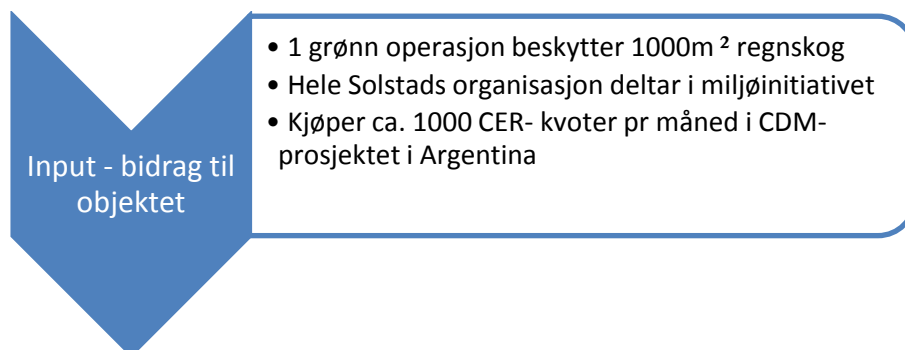 Input - bidrag til
objektet
• 1 grønn operasjon beskytter 1000m ² regnskog
• Hele Solstads organisasjon deltar i miljøinitiativet
• Kjøper ca. 1000 CER- kvoter pr måned i CDM-
prosjektet i Argentina